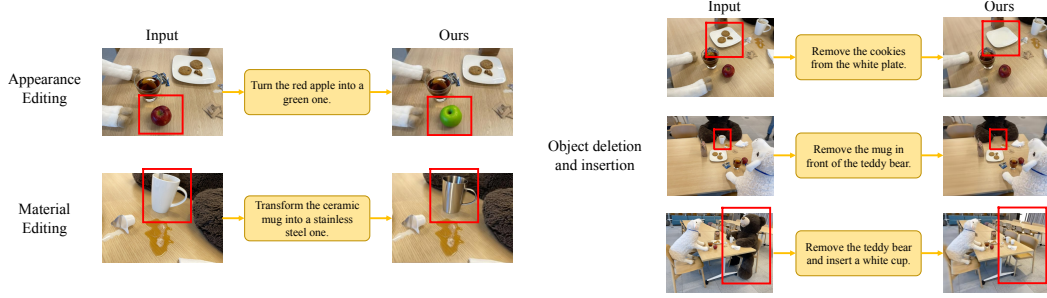 Input
Ours
Appearance
Editing
Turn the red apple into a
green one.
Material
Editing
Transform the ceramic
mug into a stainless
steel one.
Input
Ours
Object deletion
and insertion
Remove the cookies
from the white plate.
Remove the mug in
front of the teddy bear.
Remove the teddy bear
and insert a white cup.